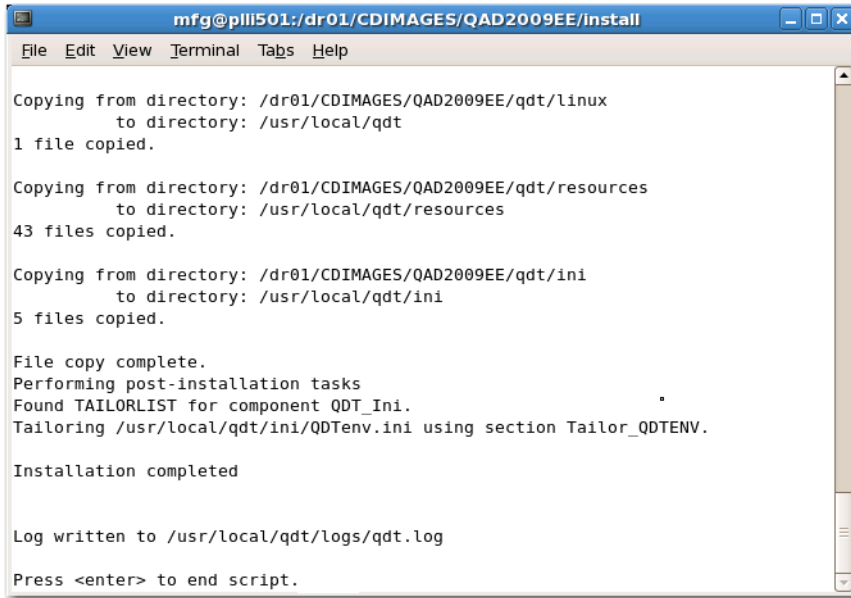 mfg@plli501:/dr01/CDIMAGES/QAD2009EE/install
File Edit View Terminal Tabs Help
Copying from directory: /dr01/CDIMAGES/QAD2009EE/qdt/linux
to directory: /usr/local/qdt
1 file copied.
Copying from directory: /dr01/CDIMAGES/QAD2009EE/qdt/resources
to directory: /usr/local/qdt/resources
43 files copied.
Copying from directory: /dr01/CDIMAGES/QAD2009EE/qdt/ini
to directory: /usr/local/qdt/ini
5 files copied.
File copy complete.
Performing post-installation tasks
Found TAILORLIST for component QDT_Ini.
Tailoring /usr/local/qdt/ini/QDTenv.ini using section Tailor_QDTENV.
Installation completed
Log written to /usr/local/qdt/logs/qdt.log
Press <enter> to end script.